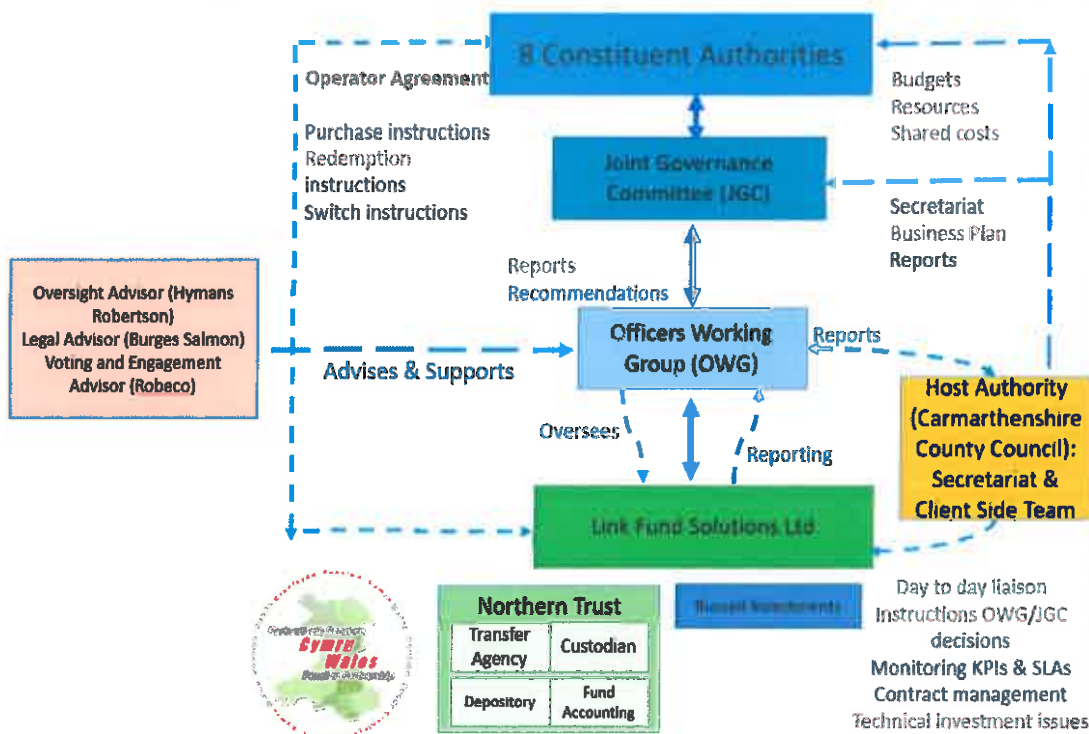 8 Constituent Authorities
Operator Agreement
Purchase instructions
Redemption
instructions
Switch instructions
Budgets
Resources
Shared costs
Joint Governance
Committee (JGC)
Secretariat
Business Plan
Reports
Reports
Recommendations
Oversight Advisor (Hymans
Robertson)
Legal Advisor (Burges Salmon)
Voting and Engagement
Advisor (Robeco)
Advises & Supports
Officers Working
Group (OWG)
Reports
Host Authority
(Carmarthenshire
County Council):
Secretariat &
Client Side Team
Oversees
Reporting
Link Fund Solutions Ltd
Northern Trust
Transfer
Agency
Custodian
Depository
Fund
Accounting
Russell Investments
Day to day liaison
Instructions OWG/JGC
decisions
Monitoring KPIs & SLAs
Contract management
Technical investment issues
Cymru
Wales